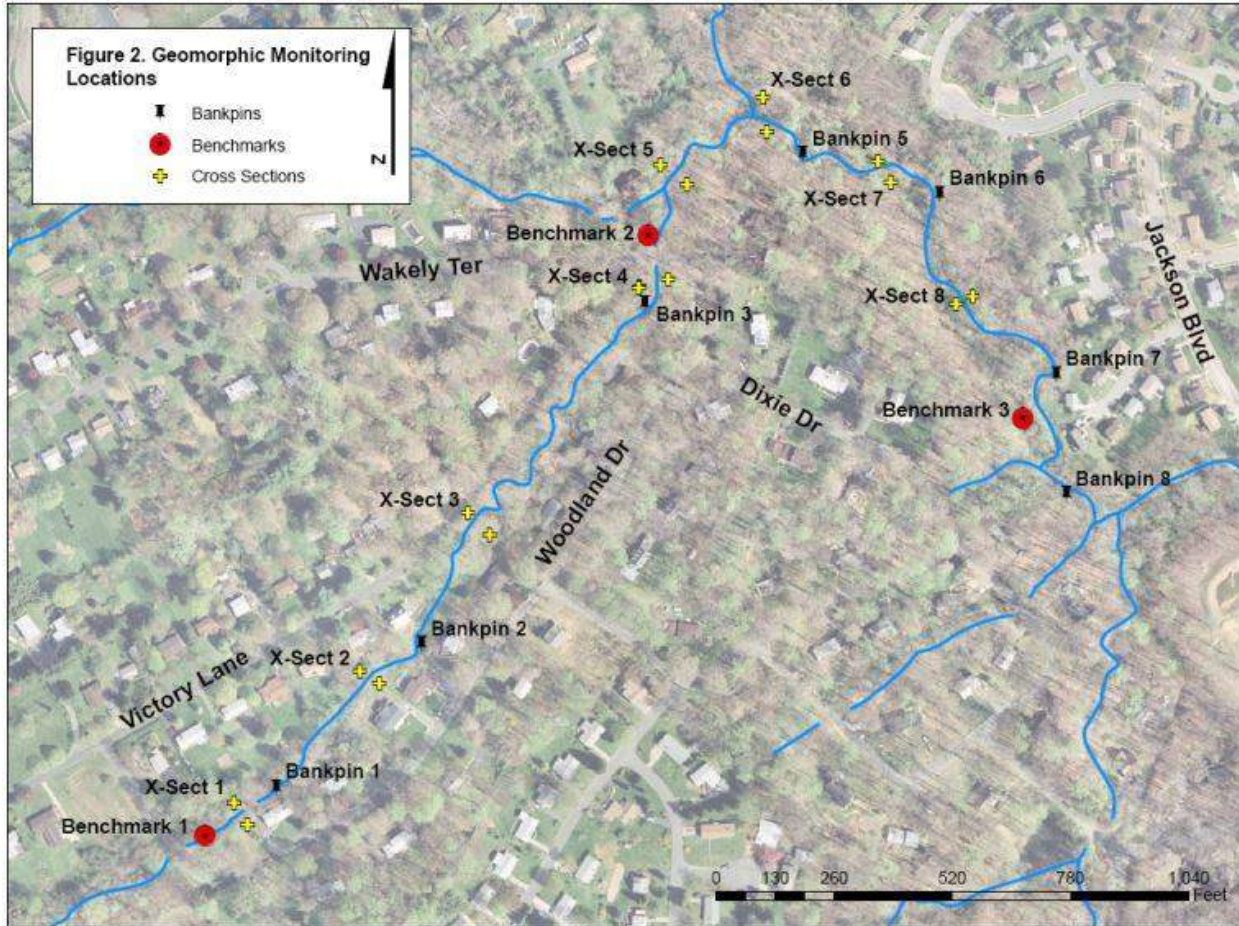 Figure 2. Geomorphic Monitoring
Locations
Bankpins
Benchmarks
Cross Sections
Z
X-Sect 6
Bankpin 5
X-Sect 5
Bankpin 6
X-Sect 7
Benchmark 2
Wakely Ter
X-Sect 4
X-Sect 8
Jackson Blvd
Bankpin 3
Bankpin 7
Dixie Dr
Benchmark 3
Bankpin 8
X-Sect 3
Woodland Dr
Bankpin 2
X-Sect 2
Victory Lane
Bankpin 1
X-Sect 1
Benchmark 1
0 130 260 520 780 1,040
Feet